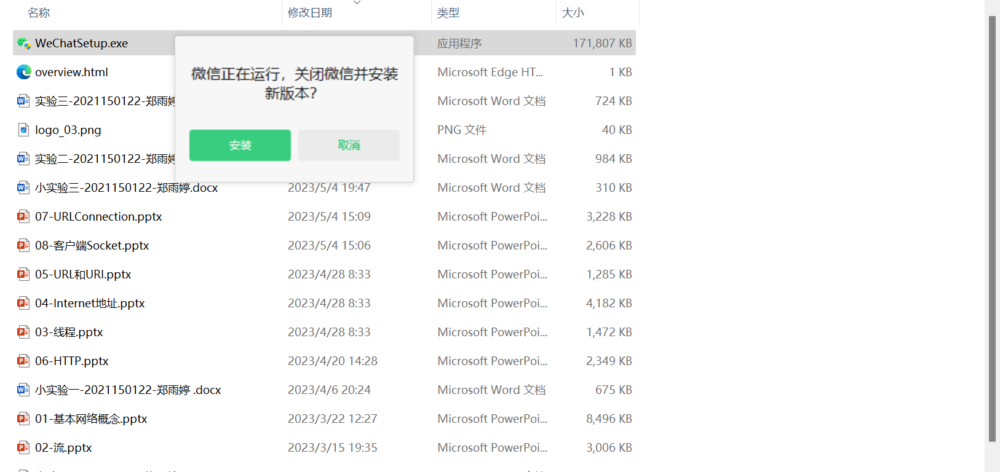 名称 修改日期 类型 大小
WeChatSetup.exe 应用程序 171,807 KB
overview.html Microsoft Edge HT... 1 KB
实验三-2021150122-郑雨婷 Microsoft Word 文档 724 KB
logo_03.png PNG 文件 40 KB
实验二-2021150122-郑雨婷 Microsoft Word 文档 984 KB
微信正在运行，关闭微信并安装
新版本？
安装 取消
小实验三-2021150122-郑雨婷.docx 2023/5/4 19:47 Microsoft Word 文档 310 KB
07-URLConnection.pptx 2023/5/4 15:09 Microsoft PowerPoi... 3,228 KB
08-客户端Socket.pptx 2023/5/4 15:06 Microsoft PowerPoi... 2,606 KB
05-URL和URI.pptx 2023/4/28 8:33 Microsoft PowerPoi... 1,285 KB
04-Internet地址.pptx 2023/4/28 8:33 Microsoft PowerPoi... 4,182 KB
03-线程.pptx 2023/4/28 8:33 Microsoft PowerPoi... 1,472 KB
06-HTTP.pptx 2023/4/20 14:28 Microsoft PowerPoi... 2,349 KB
小实验一-2021150122-郑雨婷 .docx 2023/4/6 20:24 Microsoft Word 文档 675 KB
01-基本网络概念.pptx 2023/3/22 12:27 Microsoft PowerPoi... 8,496 KB
02-流.pptx 2023/3/15 19:35 Microsoft PowerPoi... 3,006 KB